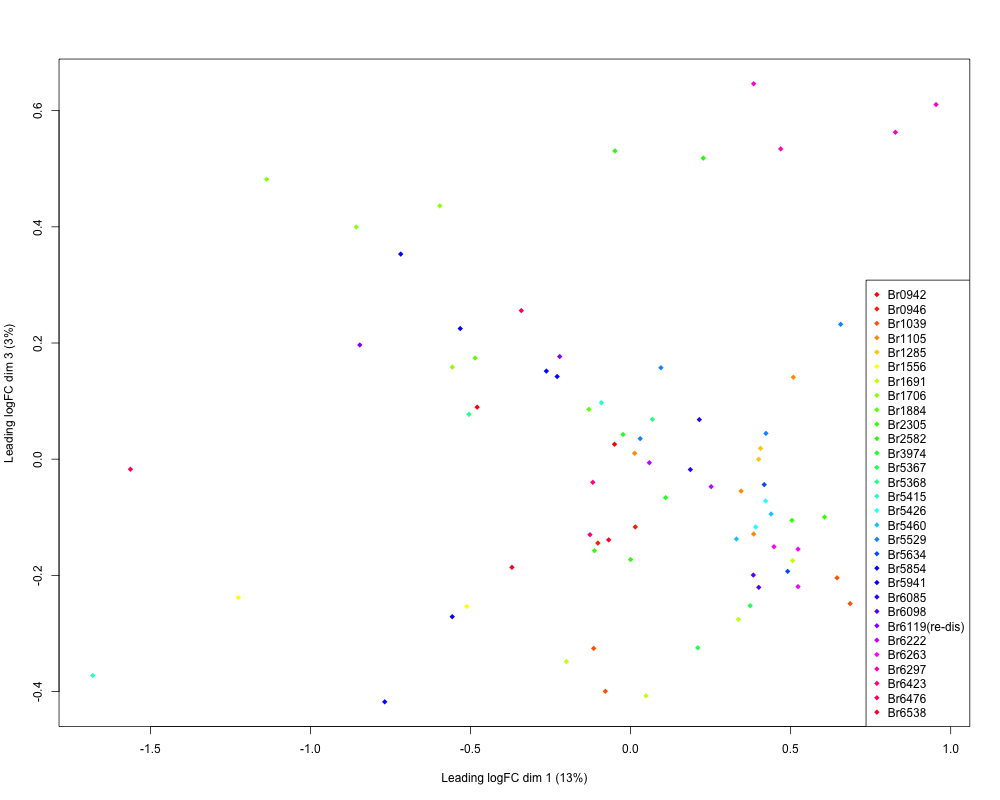 0.6
0.4
0.2
0.0
-0.2
-0.4
Leading logFC dim 3 (3%)
Br0942
Br0946
Br1039
Br1105
Br1285
Br1556
Br1691
Br1706
Br1884
Br2305
Br2582
Br3974
Br5367
Br5368
Br5415
Br5426
Br5460
Br5529
Br5634
Br5854
Br5941
Br6085
Br6098
Br6119(re-dis)
Br6222
Br6263
Br6297
Br6423
Br6476
Br6538
-1.5 -1.0 -0.5 0.0 0.5 1.0
Leading logFC dim 1 (13%)